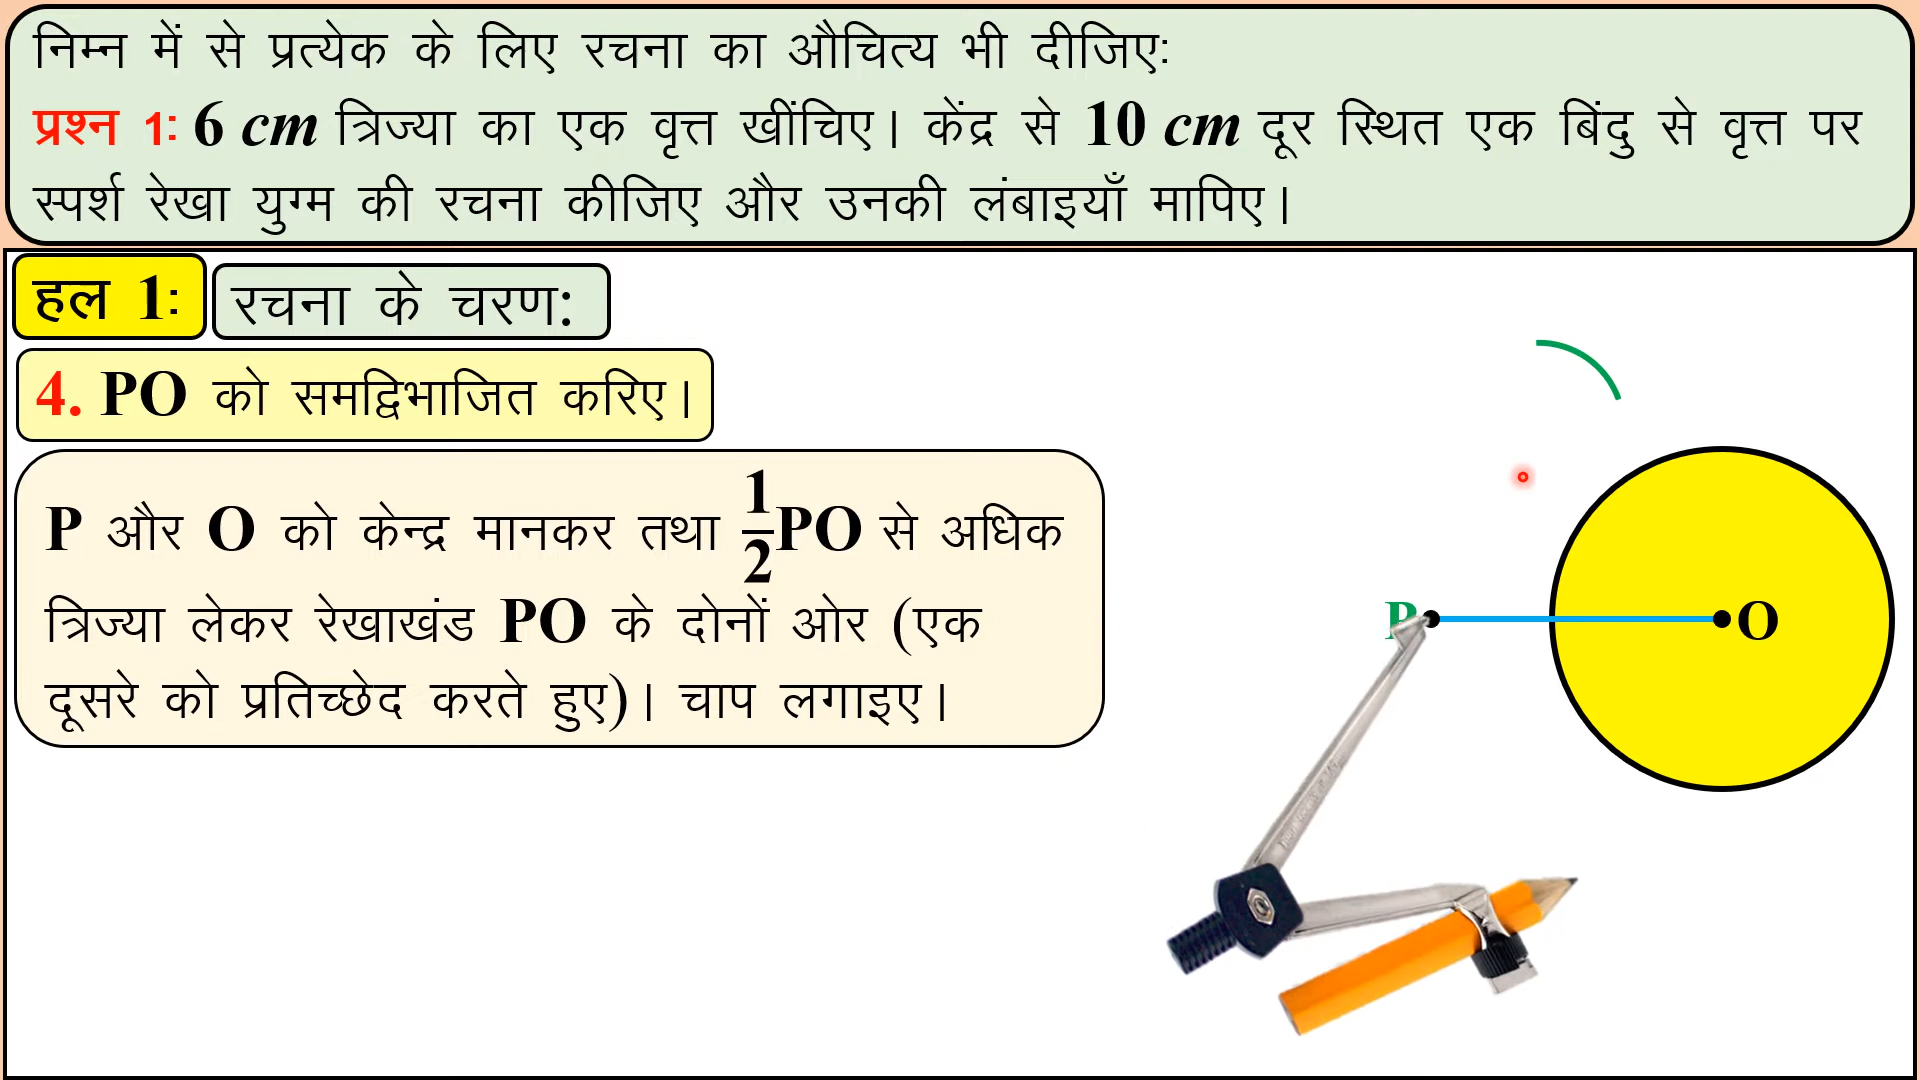 निम्न में से प्रत्येक के लिए रचना का औचित्य भी दीजिए:
प्रश्न 1: 6 cm त्रिज्या का एक वृत्त खींचिए। केंद्र से 10 cm दूर स्थित एक बिंदु से वृत्त पर
स्पर्श रेखा युग्म की रचना कीजिए और उनकी लंबाइयाँ मापिए।
हल 1: रचना के चरण:
4. PO को समद्विभाजित करिए।
P और O को केन्द्र मानकर तथा 1/2 PO से अधिक
त्रिज्या लेकर रेखाखंड PO के दोनों ओर (एक
दूसरे को प्रतिच्छेद करते हुए)। चाप लगाइए।
P O